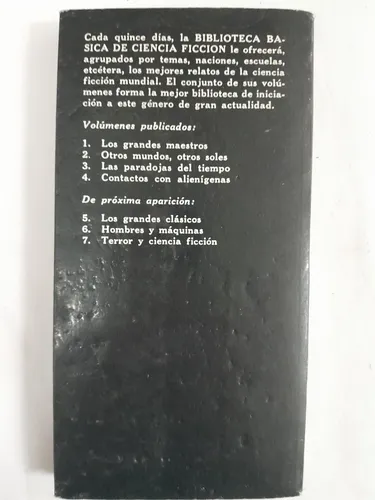 Cada quince días, la BIBLIOTECA BA-
SICA DE CIENCIA FICCION le ofrecerá,
agrupados por temas, naciones, escuelas,
etcétera, los mejores relatos de la ciencia
ficción mundial. El conjunto de sus volú-
menes forma la mejor biblioteca de inicia-
ción a este género de gran actualidad.
Volúmenes publicados:
1. Los grandes maestros
2. Otros mundos, otros soles
3. Las paradojas del tiempo
4. Contactos con alienígenas
De próxima aparición:
5. Los grandes clásicos
6. Hombres y máquinas
7. Terror y ciencia ficción